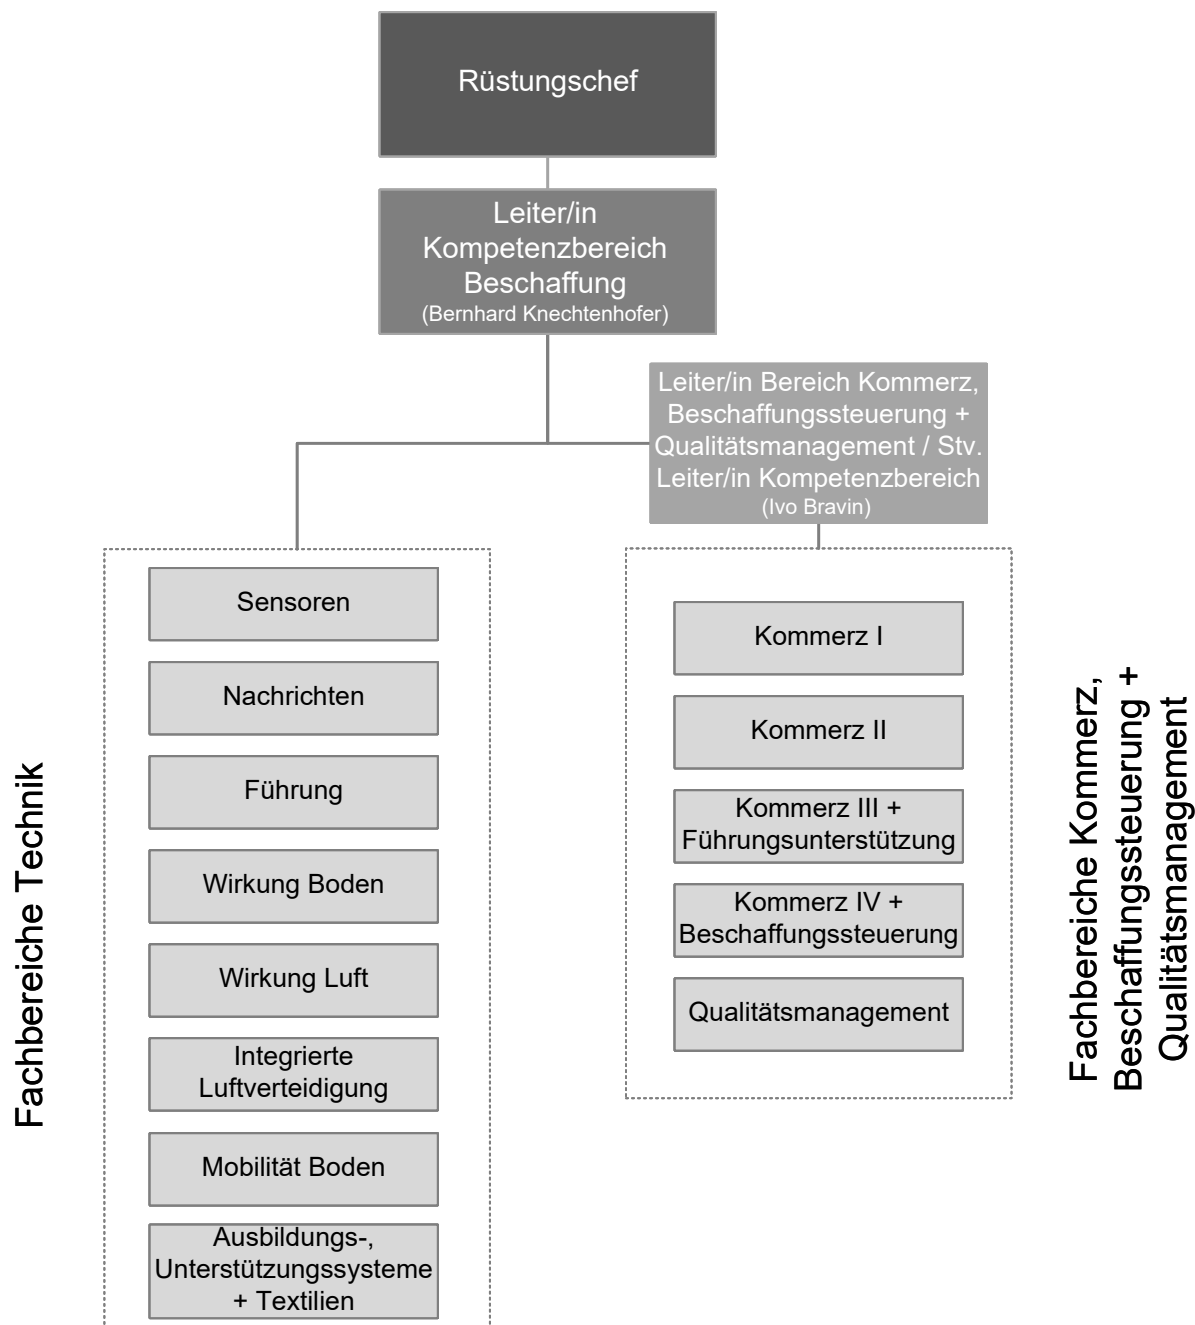 Rüstungschef
Leiter/in
Kompetenzbereich
Beschaffung
(Bernhard Knechtenhofer)
Leiter/in Bereich Kommerz,
Beschaffungssteuerung +
Qualitätsmanagement / Stv.
Leiter/in Kompetenzbereich
(Ivo Bravin)
Fachbereiche Technik
Sensoren
Nachrichten
Führung
Wirkung Boden
Wirkung Luft
Integrierte
Luftverteidigung
Mobilität Boden
Ausbildungs-,
Unterstützungssysteme
+ Textilien
Kommerz I
Kommerz II
Kommerz III +
Führungsunterstützung
Kommerz IV +
Beschaffungssteuerung
Qualitätsmanagement
Fachbereiche Kommerz,
Beschaffungssteuerung +
Qualitätsmanagement